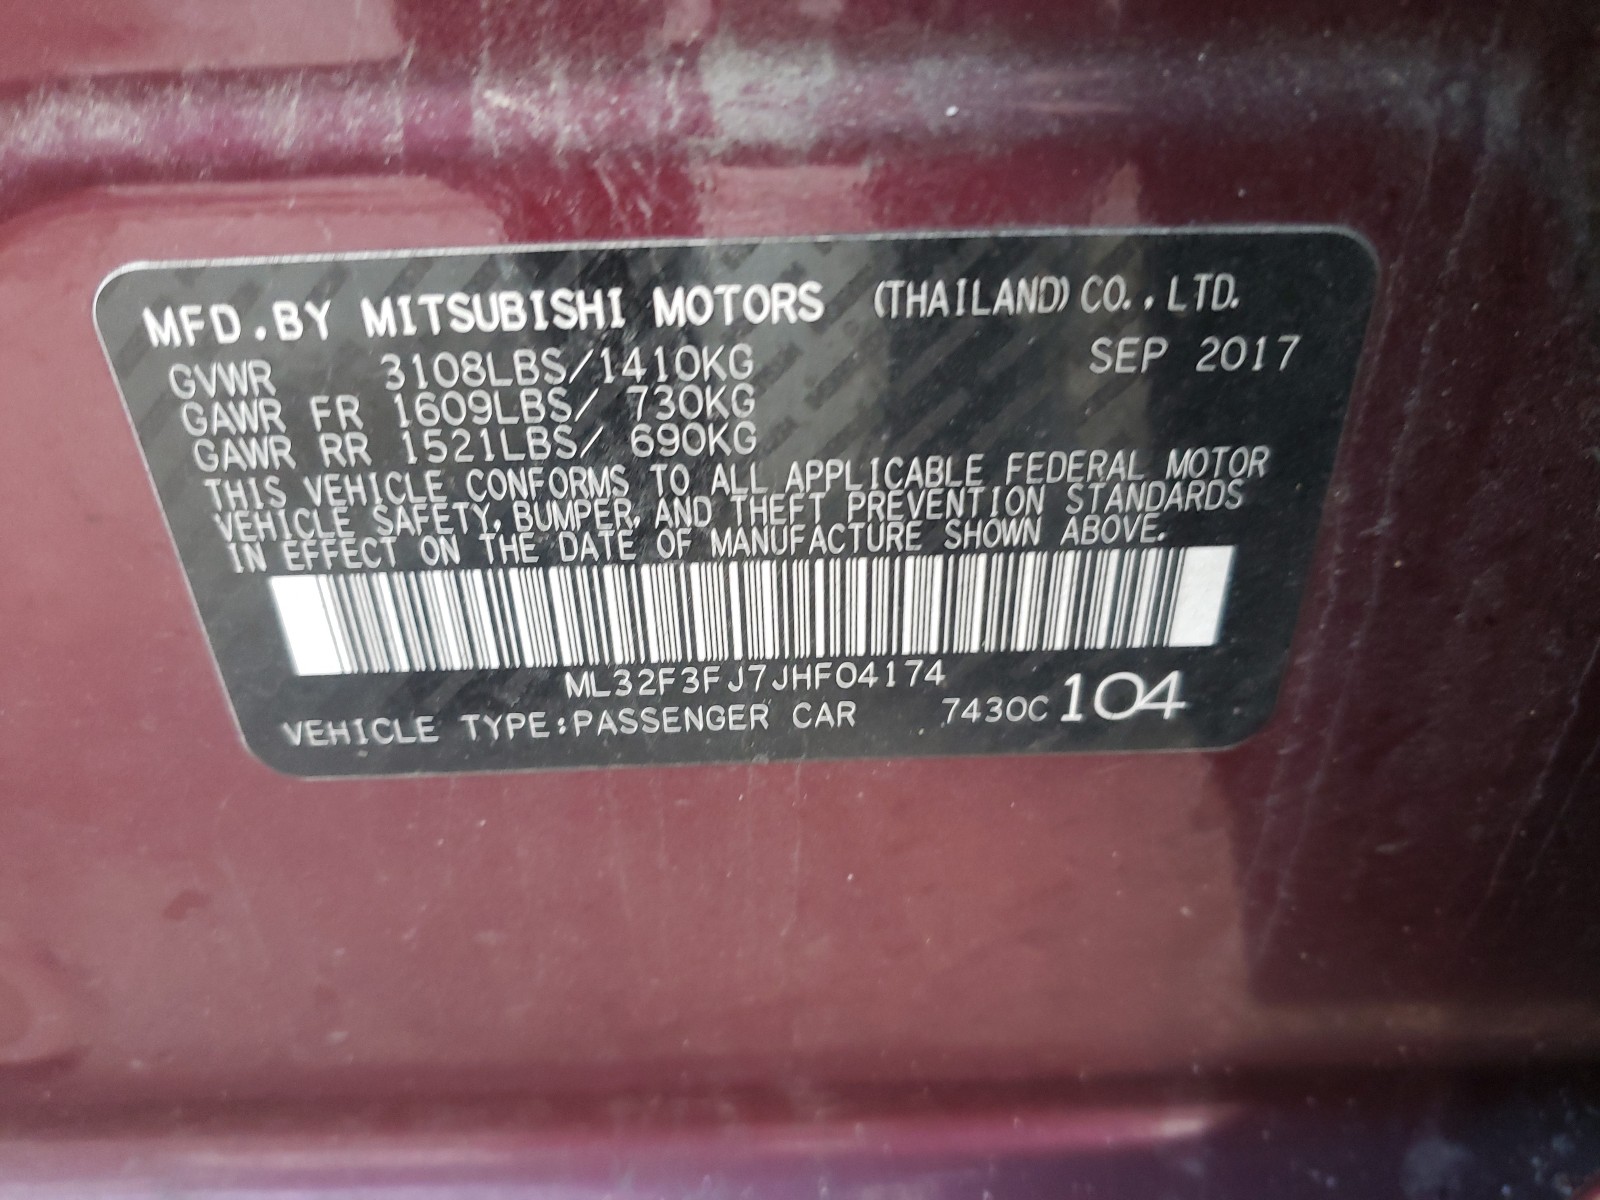 MFD.BY MITSUBISHI MOTORS (THAILAND) CO.,LTD.
GVWR 3108LBS/1410KG SEP 2017
GAWR FR 1609LBS/ 730KG
GAWR RR 1521LBS/ 690KG
THIS VEHICLE CONFORMS TO ALL APPLICABLE FEDERAL MOTOR
VEHICLE SAFETY, BUMPER, AND THEFT PREVENTION STANDARDS
IN EFFECT ON THE DATE OF MANUFACTURE SHOWN ABOVE.
ML32F3FJ7JHF04174
VEHICLE TYPE:PASSENGER CAR 7430C 104